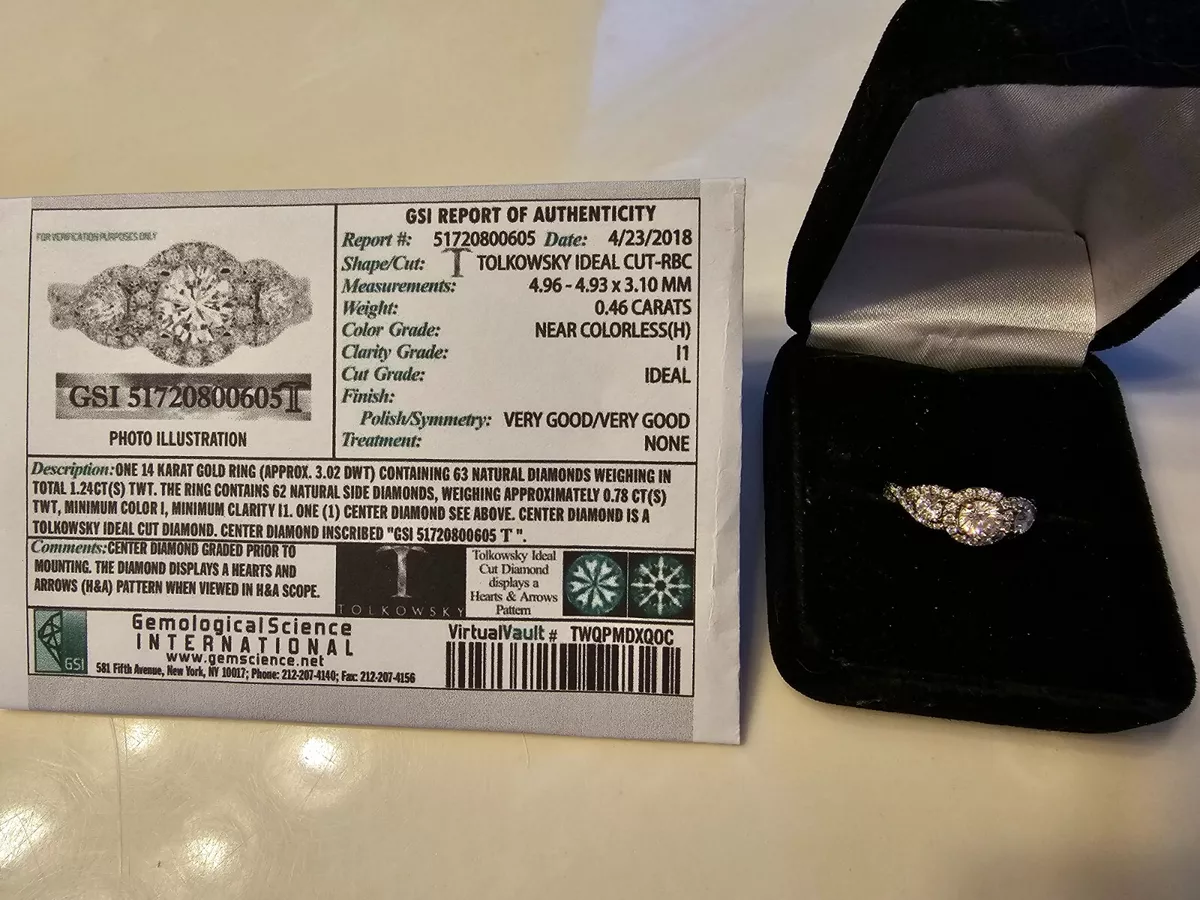 FOR VERIFICATION PURPOSES ONLY
GSI 51720800605T
PHOTO ILLUSTRATION
GSI REPORT OF AUTHENTICITY
Report #: 51720800605 Date: 4/23/2018
Shape/Cut: T TOLKOWSKY IDEAL CUT-RBC
Measurements: 4.96 - 4.93 x 3.10 MM
Weight: 0.46 CARATS
Color Grade: NEAR COLORLESS(H)
Clarity Grade: I1
Cut Grade: IDEAL
Finish:
Polish/Symmetry: VERY GOOD/VERY GOOD
Treatment: NONE
Description: ONE 14 KARAT GOLD RING (APPROX. 3.02 DWT) CONTAINING 63 NATURAL DIAMONDS WEIGHING IN
TOTAL 1.24CT(S) TWT. THE RING CONTAINS 62 NATURAL SIDE DIAMONDS, WEIGHING APPROXIMATELY 0.78 CT(S)
TWT, MINIMUM COLOR I, MINIMUM CLARITY I1. ONE (1) CENTER DIAMOND SEE ABOVE. CENTER DIAMOND IS A
TOLKOWSKY IDEAL CUT DIAMOND. CENTER DIAMOND INSCRIBED "GSI 51720800605 T ".
Comments: CENTER DIAMOND GRADED PRIOR TO
MOUNTING. THE DIAMOND DISPLAYS A HEARTS AND
ARROWS (H&A) PATTERN WHEN VIEWED IN H&A SCOPE.
T
TOLKOWSKY
Tolkowsky Ideal
Cut Diamond
displays a
Hearts & Arrows
Pattern
GSI
GemologicalScience
INTERNATIONAL
www.gemscience.net
581 Fifth Avenue, New York, NY 10017; Phone: 212-207-4140; Fax: 212-207-4156
VirtualVault # TWQPMDXQOC